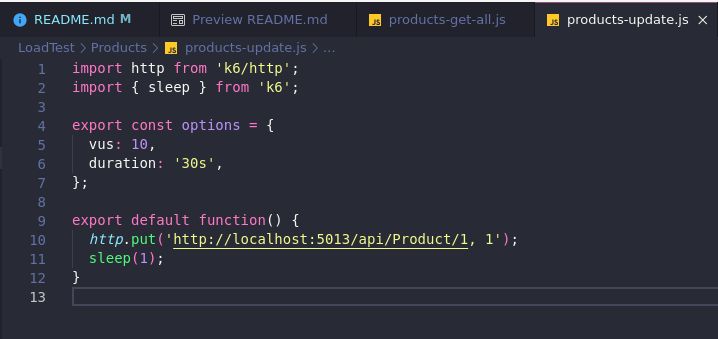 README.md M Preview README.md products-get-all.js products-update.js
LoadTest > Products > JS products-update.js > ...
1 import http from 'k6/http';
2 import { sleep } from 'k6';
3
4 export const options = {
5 vus: 10,
6 duration: '30s',
7 };
8
9 export default function() {
10 http.put('http://localhost:5013/api/Product/1, 1');
11 sleep(1);
12 }
13